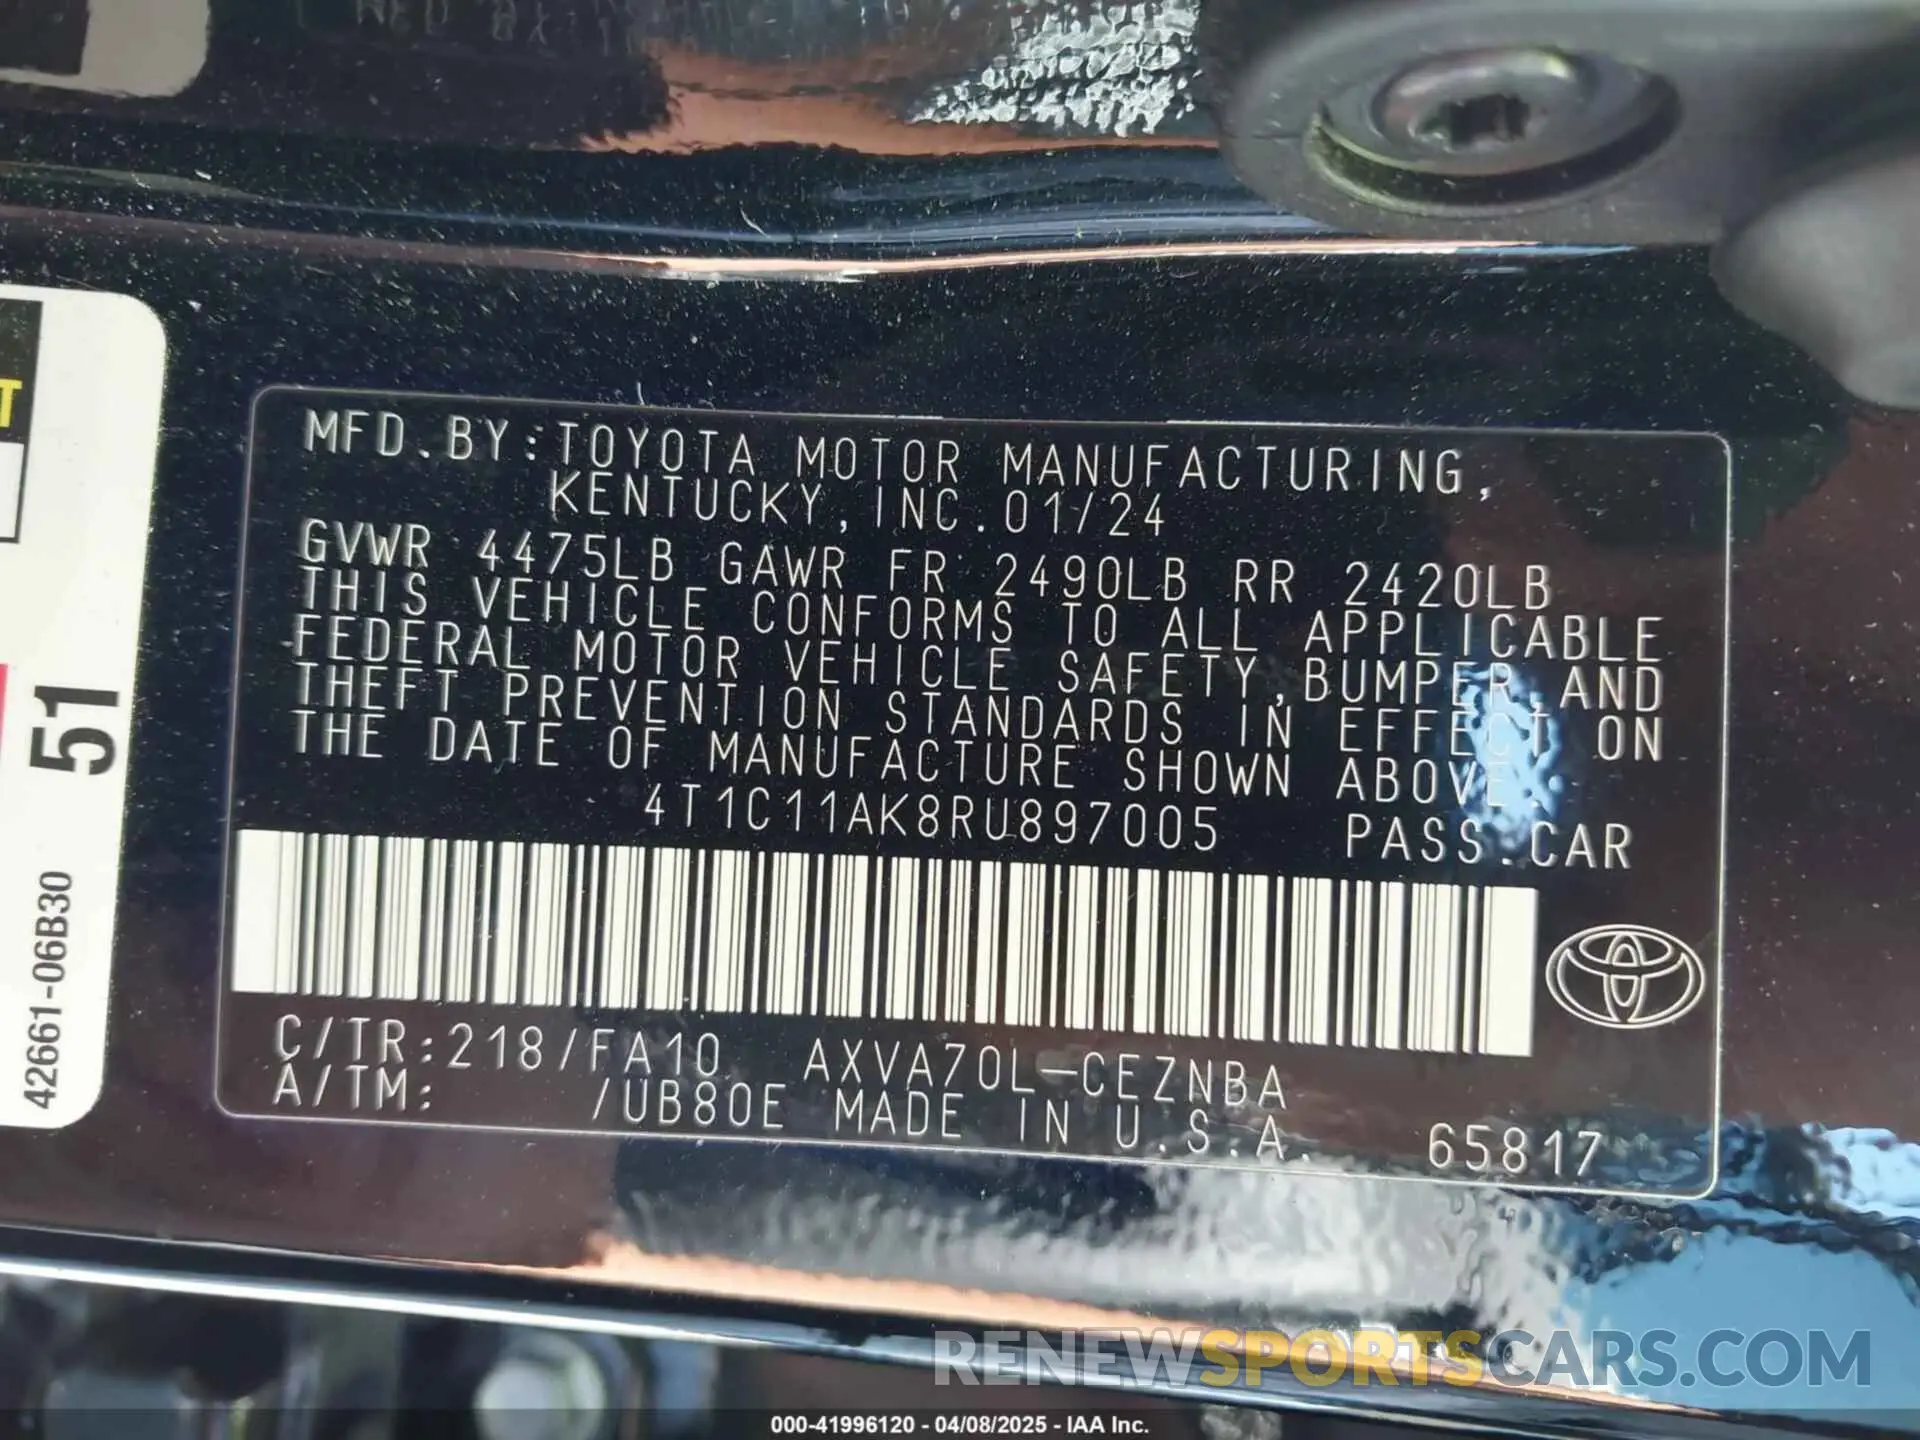 MFD.BY:TOYOTA MOTOR MANUFACTURING,
KENTUCKY,INC.01/24
GVWR 4475LB GAWR FR 2490LB RR 2420LB
THIS VEHICLE CONFORMS TO ALL APPLICABLE
FEDERAL MOTOR VEHICLE SAFETY,BUMPER,AND
THEFT PREVENTION STANDARDS IN EFFECT ON
THE DATE OF MANUFACTURE SHOWN ABOVE.
4T1C11AK8RU897005 PASS.CAR
C/TR:218/FA10 AXVA70L-CEZNBA
A/TM: /UB80E MADE IN U.S.A. 65817
T
51
42661-06B30
RENEWSPORTSCARS.COM
000-41996120 - 04/08/2025 - IAA Inc.